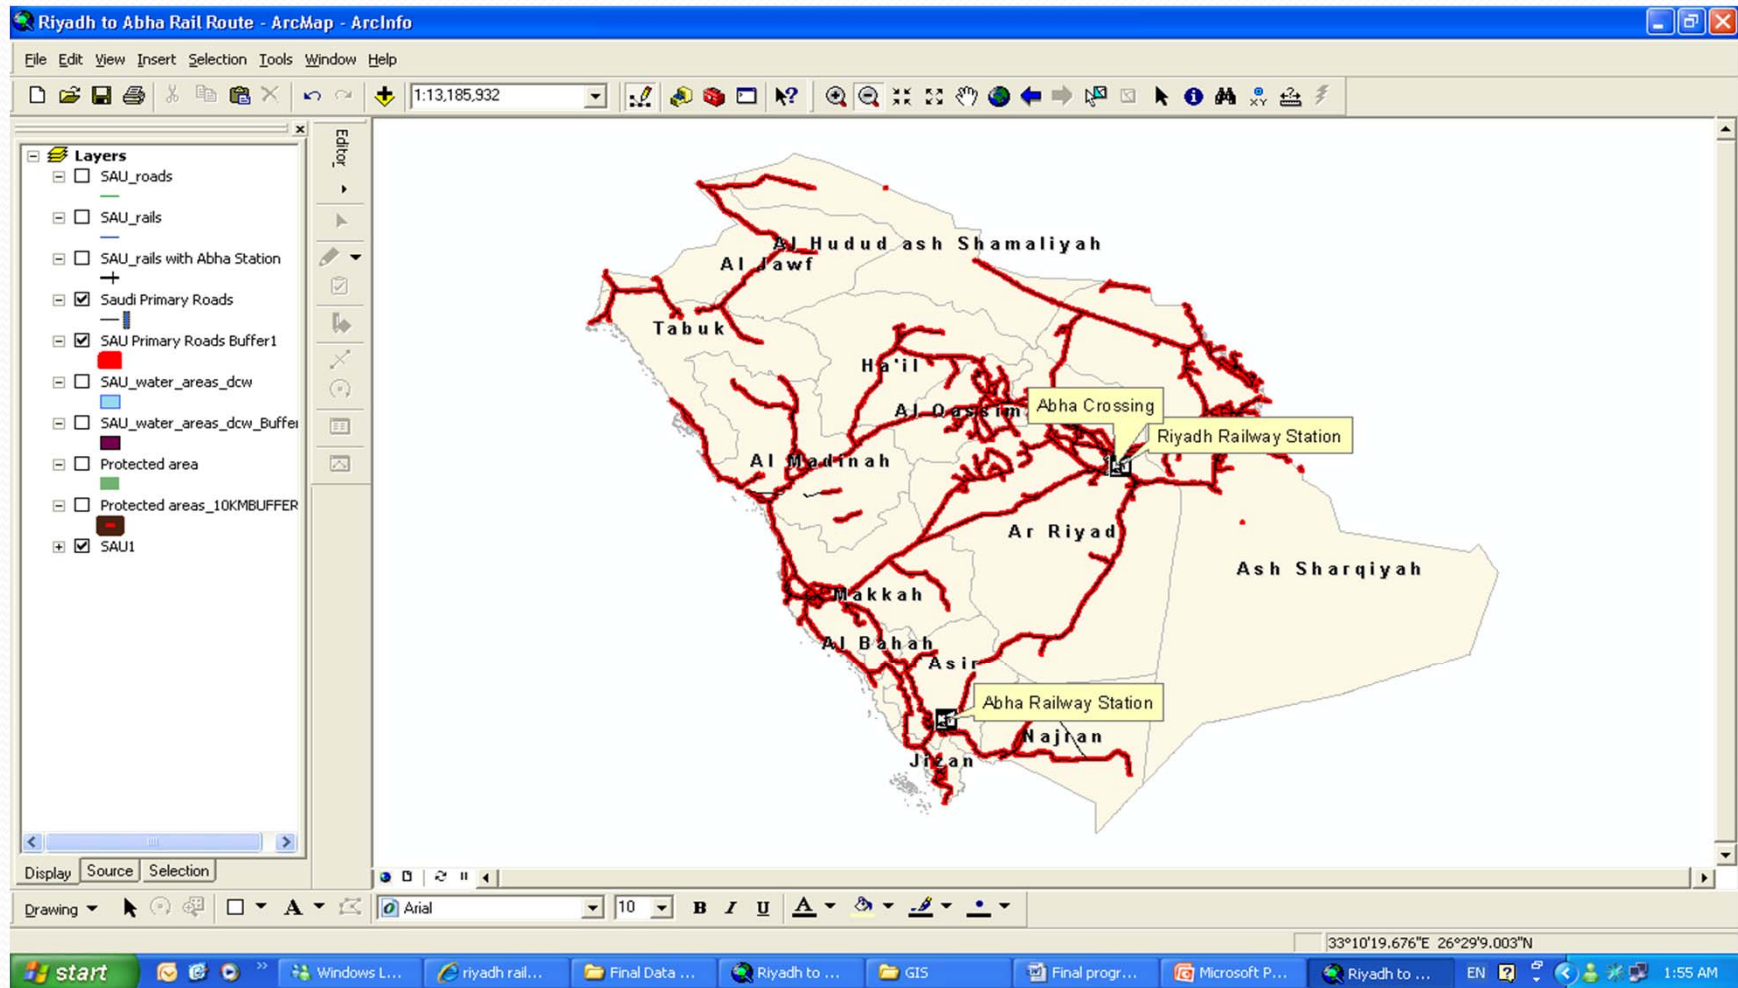 Riyadh to Abha Rail Route - ArcMap - ArcInfo
File Edit View Insert Selection Tools Window Help
1:13,185,932
Editor
Layers
SAU_roads
SAU_rails
SAU_rails with Abha Station
Saudi Primary Roads
SAU Primary Roads Buffer1
SAU_water_areas_dcw
SAU_water_areas_dcw_Buffer
Protected area
Protected areas_10KMBUFFER
SAU1
Al Hudud ash Shamaliyah
Al Jawf
Tabuk
Ha'il
Abha Crossing
Al Qassim
Riyadh Railway Station
Al Madinah
Ar Riyad
Ash Sharqiyah
Makkah
Al Bahah
Asir
Abha Railway Station
Najran
Jizan
Display Source Selection
Drawing A Arial 10 B I U A
33°10'19.676"E 26°29'9.003"N
start Windows L... riyadh rail... Final Data ... Riyadh to ... GIS Final progr... Microsoft P... Riyadh to ... EN 1:55 AM